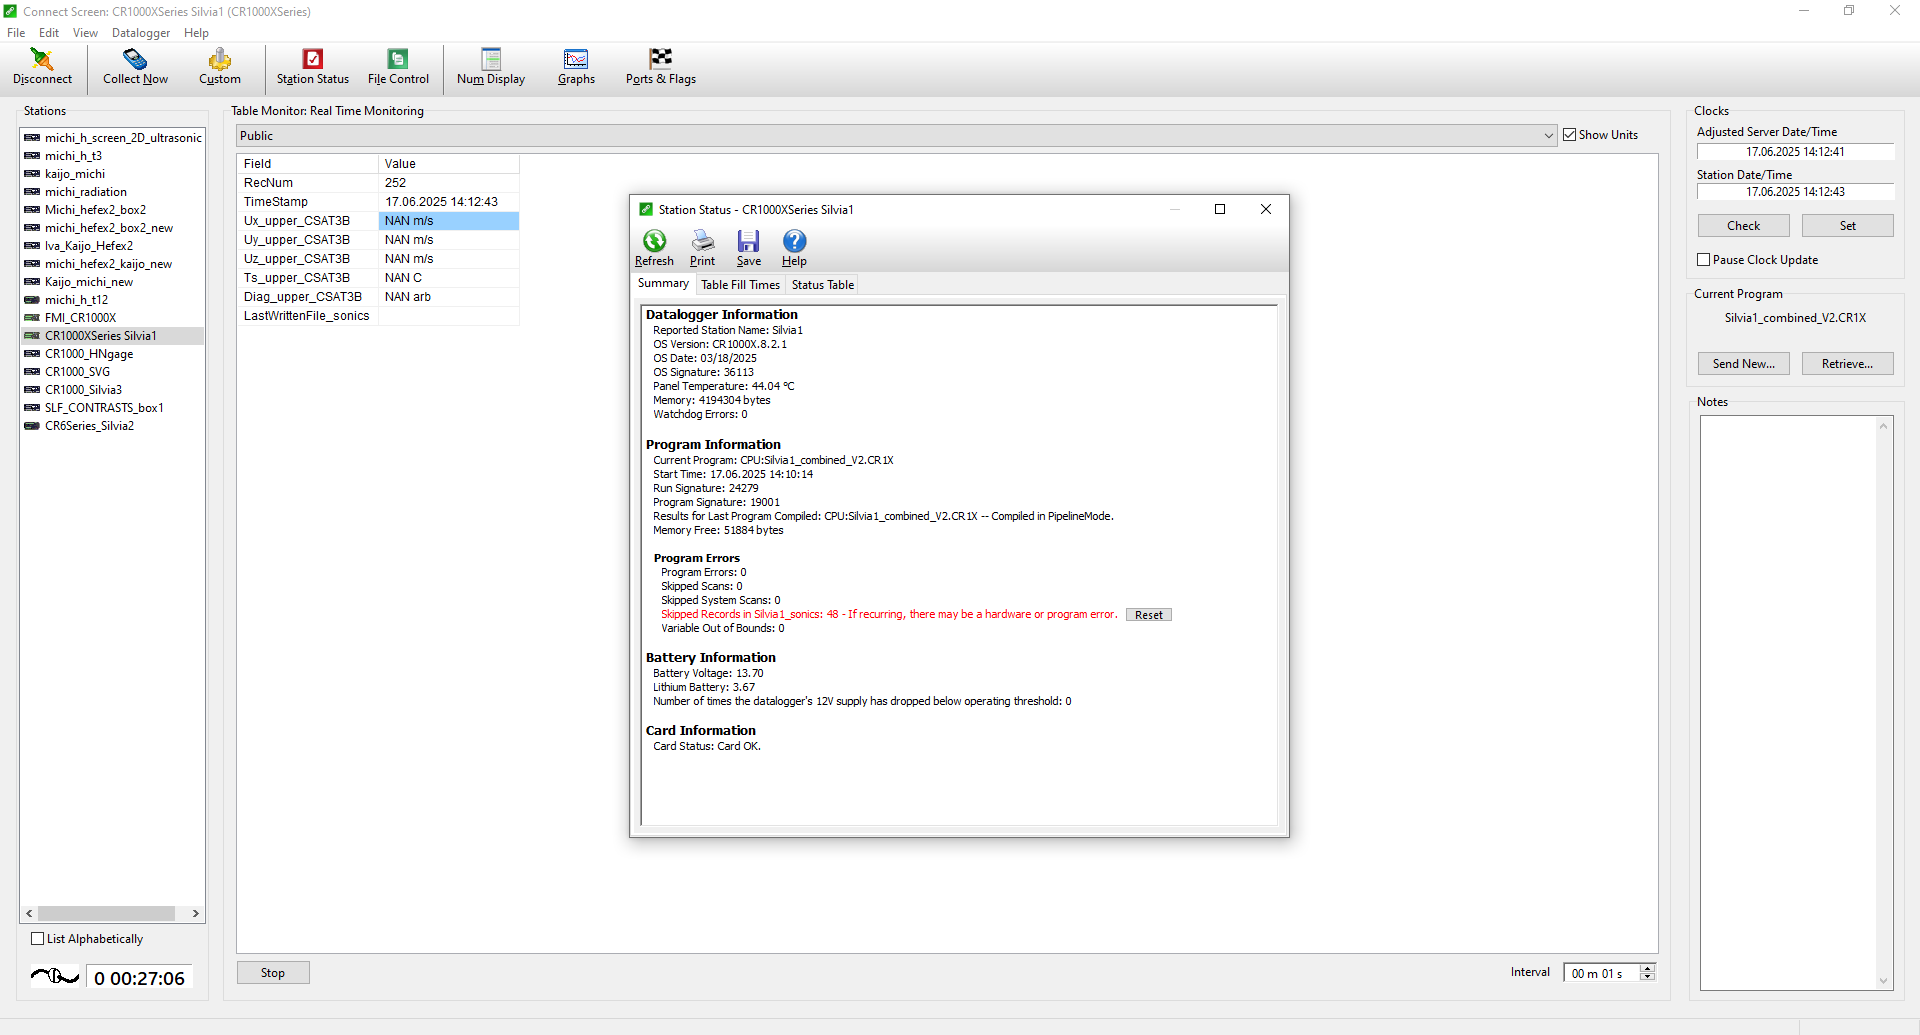 Connect Screen: CR1000XSeries Silvia1 (CR1000XSeries)
File Edit View Datalogger Help
Disconnect Collect Now Custom Station Status File Control Num Display Graphs Ports & Flags
Stations
michi_h_screen_2D_ultrasonic
michi_h_t3
kaijo_michi
michi_radiation
Michi_hefex2_box2
michi_hefex2_box2_new
Iva_Kaijo_Hefex2
michi_hefex2_kaijo_new
Kaijo_michi_new
michi_h_t12
FMI_CR1000X
CR1000XSeries Silvia1
CR1000_HNgage
CR1000_SVG
CR1000_Silvia3
SLF_CONTRASTS_box1
CR6Series_Silvia2
List Alphabetically
0 00:27:06
Table Monitor: Real Time Monitoring
Public
Show Units
Field Value
RecNum 252
TimeStamp 17.06.2025 14:12:43
Ux_upper_CSAT3B NAN m/s
Uy_upper_CSAT3B NAN m/s
Uz_upper_CSAT3B NAN m/s
Ts_upper_CSAT3B NAN C
Diag_upper_CSAT3B NAN arb
LastWrittenFile_sonics
Stop
Interval 00 m 01 s
Station Status - CR1000XSeries Silvia1
Refresh Print Save Help
Summary Table Fill Times Status Table
Datalogger Information
Reported Station Name: Silvia1
OS Version: CR1000X.8.2.1
OS Date: 03/18/2025
OS Signature: 36113
Panel Temperature: 44.04 °C
Memory: 4194304 bytes
Watchdog Errors: 0
Program Information
Current Program: CPU:Silvia1_combined_V2.CR1X
Start Time: 17.06.2025 14:10:14
Run Signature: 24279
Program Signature: 19001
Results for Last Program Compiled: CPU:Silvia1_combined_V2.CR1X -- Compiled in PipelineMode.
Memory Free: 51884 bytes
Program Errors
Program Errors: 0
Skipped Scans: 0
Skipped System Scans: 0
Skipped Records in Silvia1_sonics: 48 - If recurring, there may be a hardware or program error. Reset
Variable Out of Bounds: 0
Battery Information
Battery Voltage: 13.70
Lithium Battery: 3.67
Number of times the datalogger's 12V supply has dropped below operating threshold: 0
Card Information
Card Status: Card OK.
Clocks
Adjusted Server Date/Time
17.06.2025 14:12:41
Station Date/Time
17.06.2025 14:12:43
Check Set
Pause Clock Update
Current Program
Silvia1_combined_V2.CR1X
Send New... Retrieve...
Notes